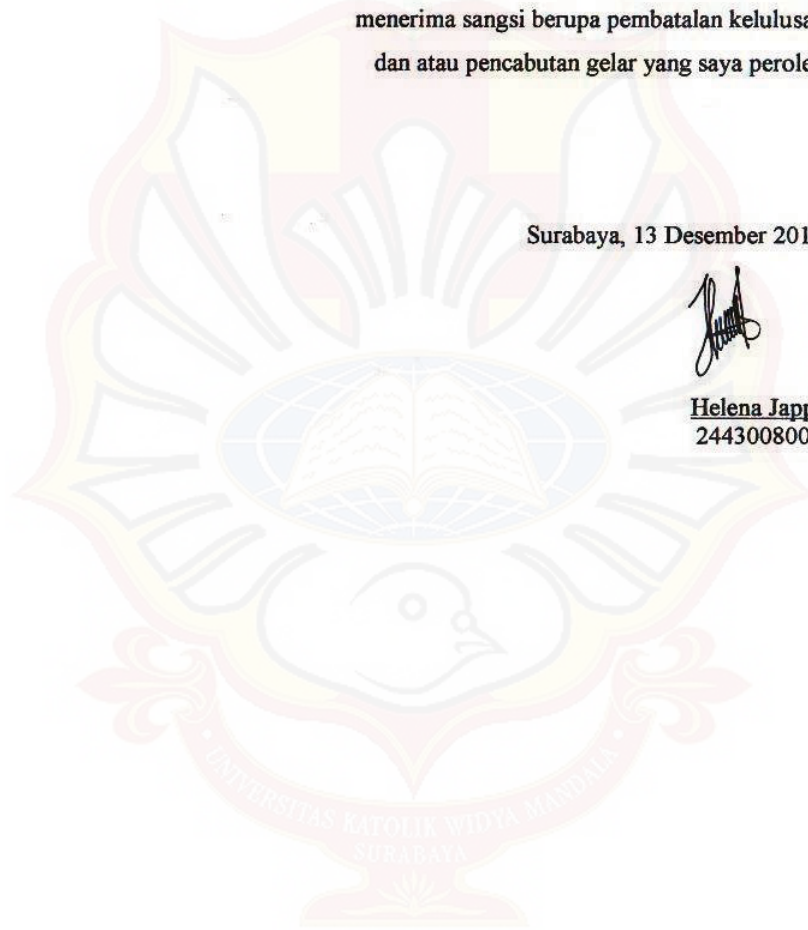 menerima sangsi berupa pembatalan kelulusa
dan atau pencabutan gelar yang saya perole
Surabaya, 13 Desember 201
Helena Japp
244300800
UNIVERSITAS KATOLIK WIDYA MANDALA
SURABAYA